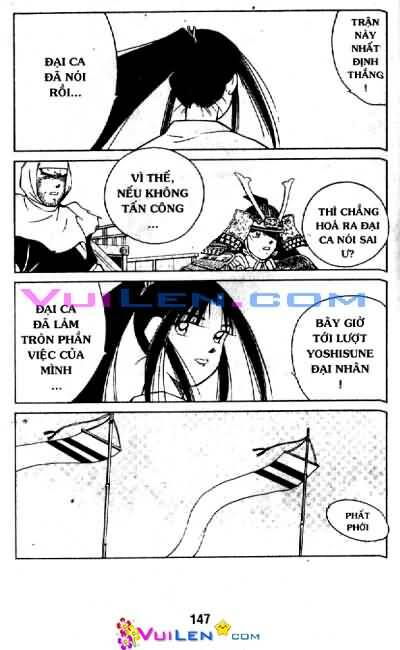 TRẬN
NÀY
NHẤT
ĐỊNH
THẮNG
!
ĐẠI CA
ĐÃ NÓI
RỒI...
VÌ THẾ,
NẾU KHÔNG
TẤN CÔNG
...
THÌ CHẲNG
HOÁ RA ĐẠI
CA NÓI SAI
Ư?
VUILEN.COM
ĐẠI CA
ĐÃ LÀM
TRÒN PHẦN
VIỆC CỦA
MÌNH
...
BÂY GIỜ
TỚI LƯỢT
YOSHISUNE
ĐẠI NHÂN
!
PHẤT
PHỚI
147
VUILEN.COM